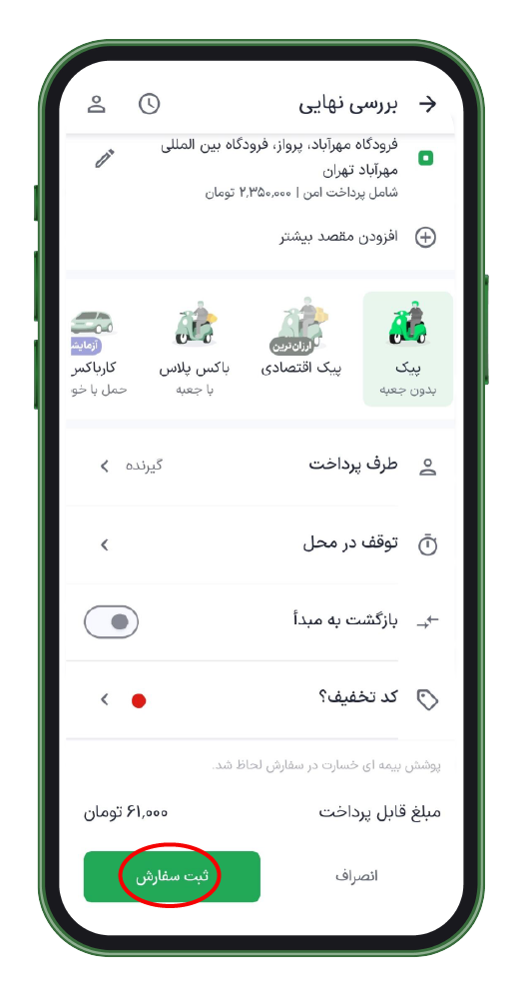 بررسی نهایی
فرودگاه مهرآباد، پرواز، فرودگاه بین المللی
مهرآباد تهران
شامل پرداخت امن | ۲,۳۵۰,۰۰۰ تومان
افزودن مقصد بیشتر
ارزان‌ترین
آزمایش
پیک
پیک اقتصادی
باکس پلاس
کارباکس
بدون جعبه
با جعبه
حمل با خو
طرف پرداخت
گیرنده
توقف در محل
بازگشت به مبدأ
کد تخفیف؟
پوشش بیمه ای خسارت در سفارش لحاظ شد.
مبلغ قابل پرداخت
۶۱,۰۰۰ تومان
انصراف
ثبت سفارش